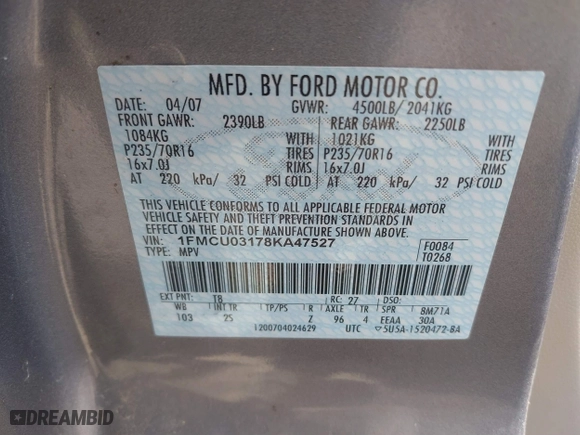 MFD. BY FORD MOTOR CO.
DATE: 04/07 GVWR: 4500LB/ 2041KG
FRONT GAWR: 2390LB REAR GAWR: 2250LB
1084KG WITH 1021KG WITH
P235/70R16 TIRES P235/70R16 TIRES
16x7.0J RIMS 16x7.0J RIMS
AT 220 kPa/ 32 PSI COLD AT 220 kPa/ 32 PSI COLD
THIS VEHICLE CONFORMS TO ALL APPLICABLE FEDERAL MOTOR
VEHICLE SAFETY AND THEFT PREVENTION STANDARDS IN
EFFECT ON THE DATE OF MANUFACTURE SHOWN ABOVE.
VIN: 1FMCU03178KA47527 F0084
TYPE: MPV T0268
EXT PNT: TB RC: 27 DSO:
WB INT TR TP/PS R AXLE TR SPR 8M71A
103 2S Z 96 4 EEAA 30A
1200704024629 UTC 5U5A-1520472-BA
DREAMBID